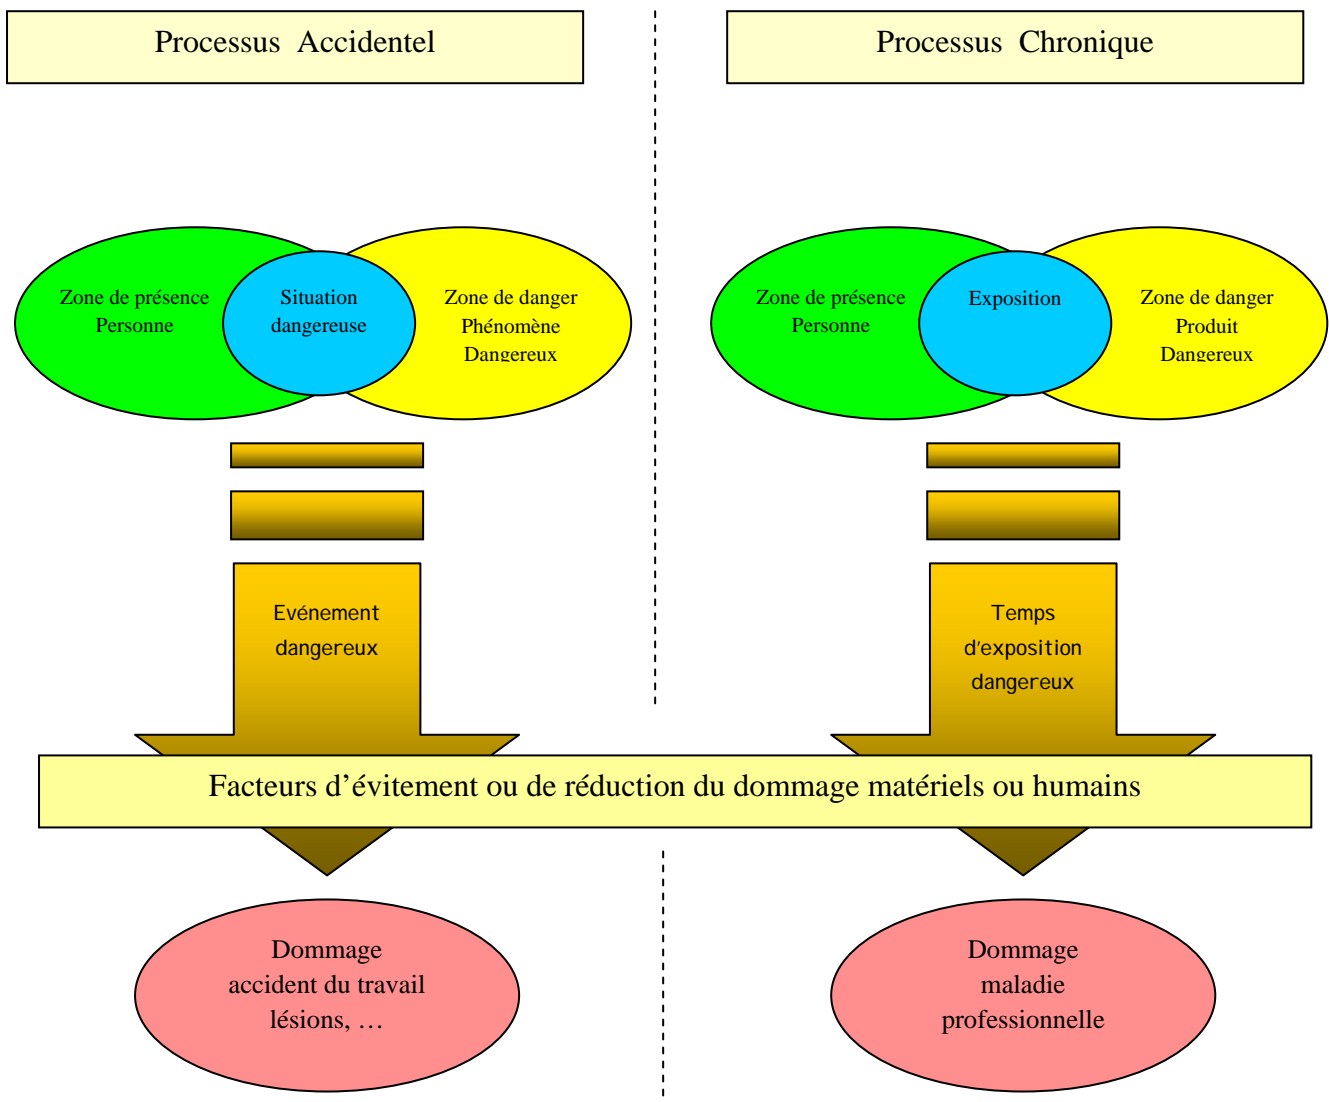 Processus Accidentel
Processus Chronique
Zone de présence
Personne
Situation
dangereuse
Zone de danger
Phénomène
Dangereux
Zone de présence
Personne
Exposition
Zone de danger
Produit
Dangereux
Evénement
dangereux
Temps
d'exposition
dangereux
Facteurs d’évitement ou de réduction du dommage matériels ou humains
Dommage
accident du travail
lésions, …
Dommage
maladie
professionnelle